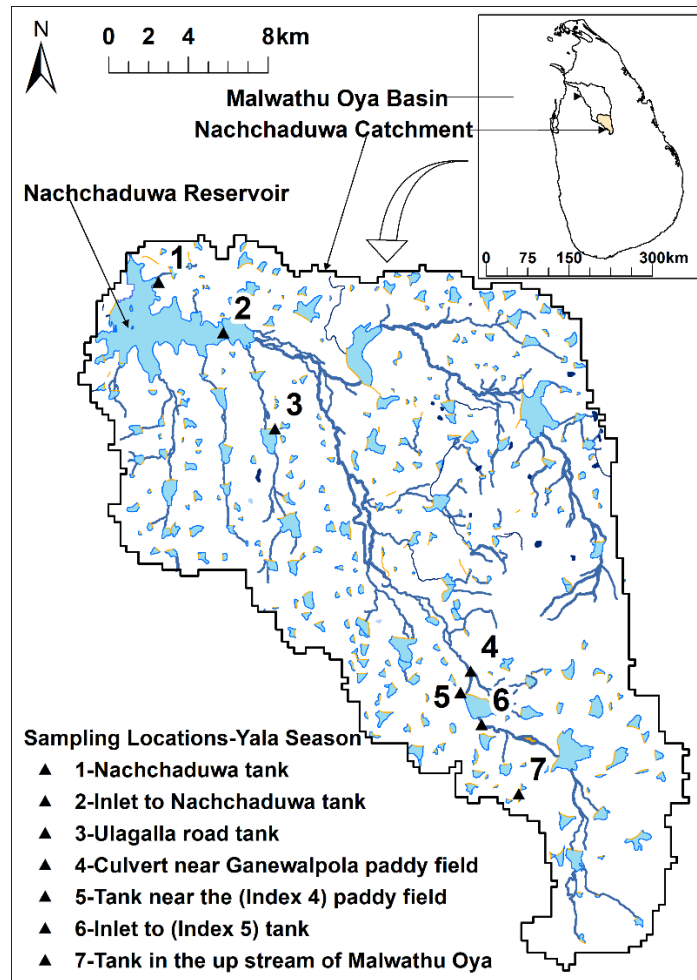 N
0 4 8km
Malwathu Oya Basin
Nachchaduwa Catchment
Nachchaduwa Reservoir
0 75 150 300km
1
2
3
4
5
6
7
Sampling Locations-Yala Season
1-Nachchaduwa tank
2-Inlet to Nachchaduwa tank
3-Ulagalla road tank
4-Culvert near Ganewalpola paddy field
5-Tank near the (Index 4) paddy field
6-Inlet to (Index 5) tank
7-Tank in the up stream of Malwathu Oya